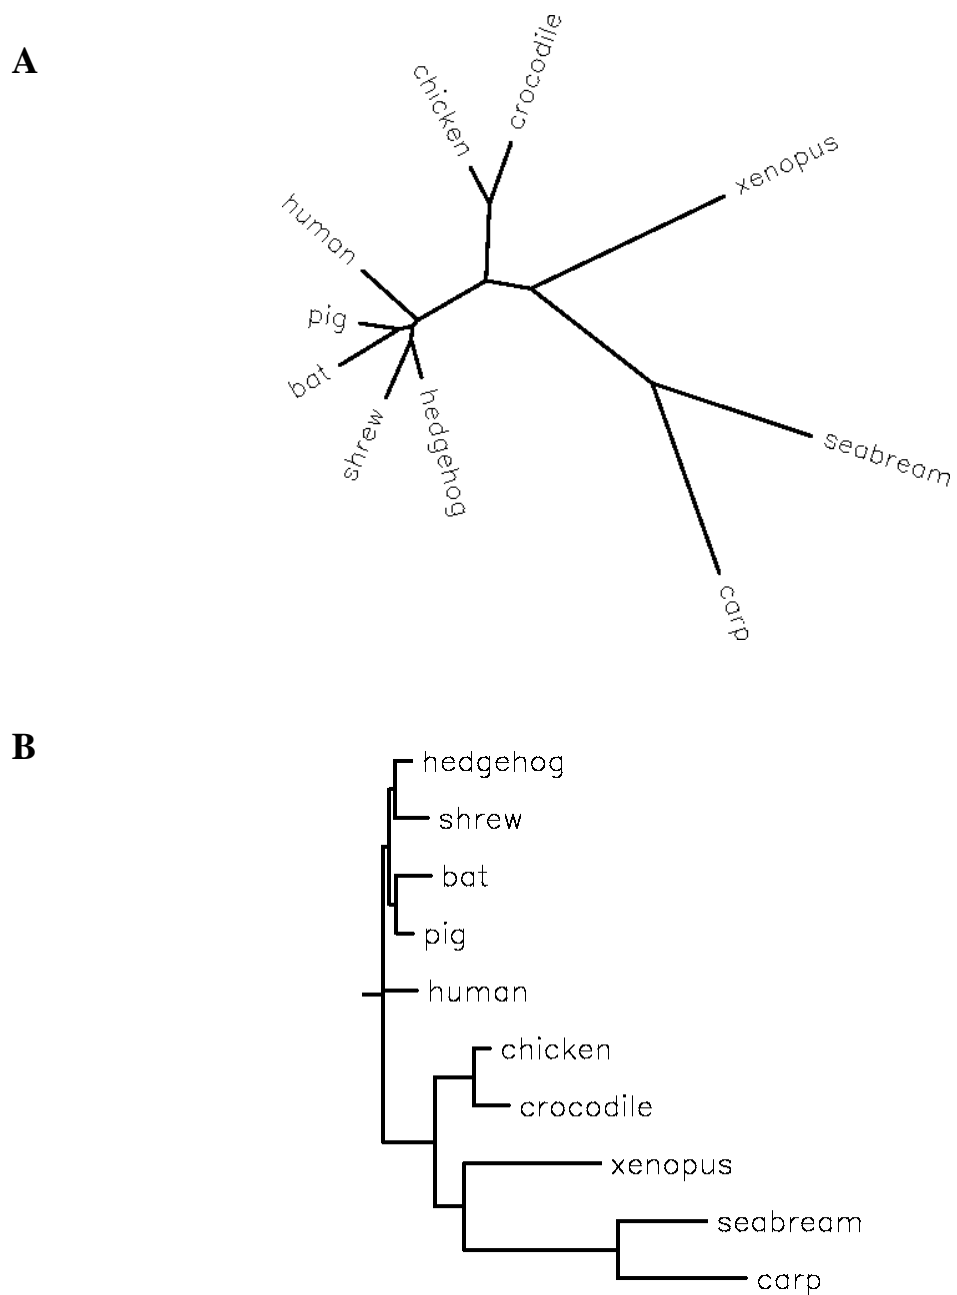 A
chicken
crocodile
xenopus
human
pig
bat
shrew
hedgehog
seabream
carp
B
hedgehog
shrew
bat
pig
human
chicken
crocodile
xenopus
seabream
carp